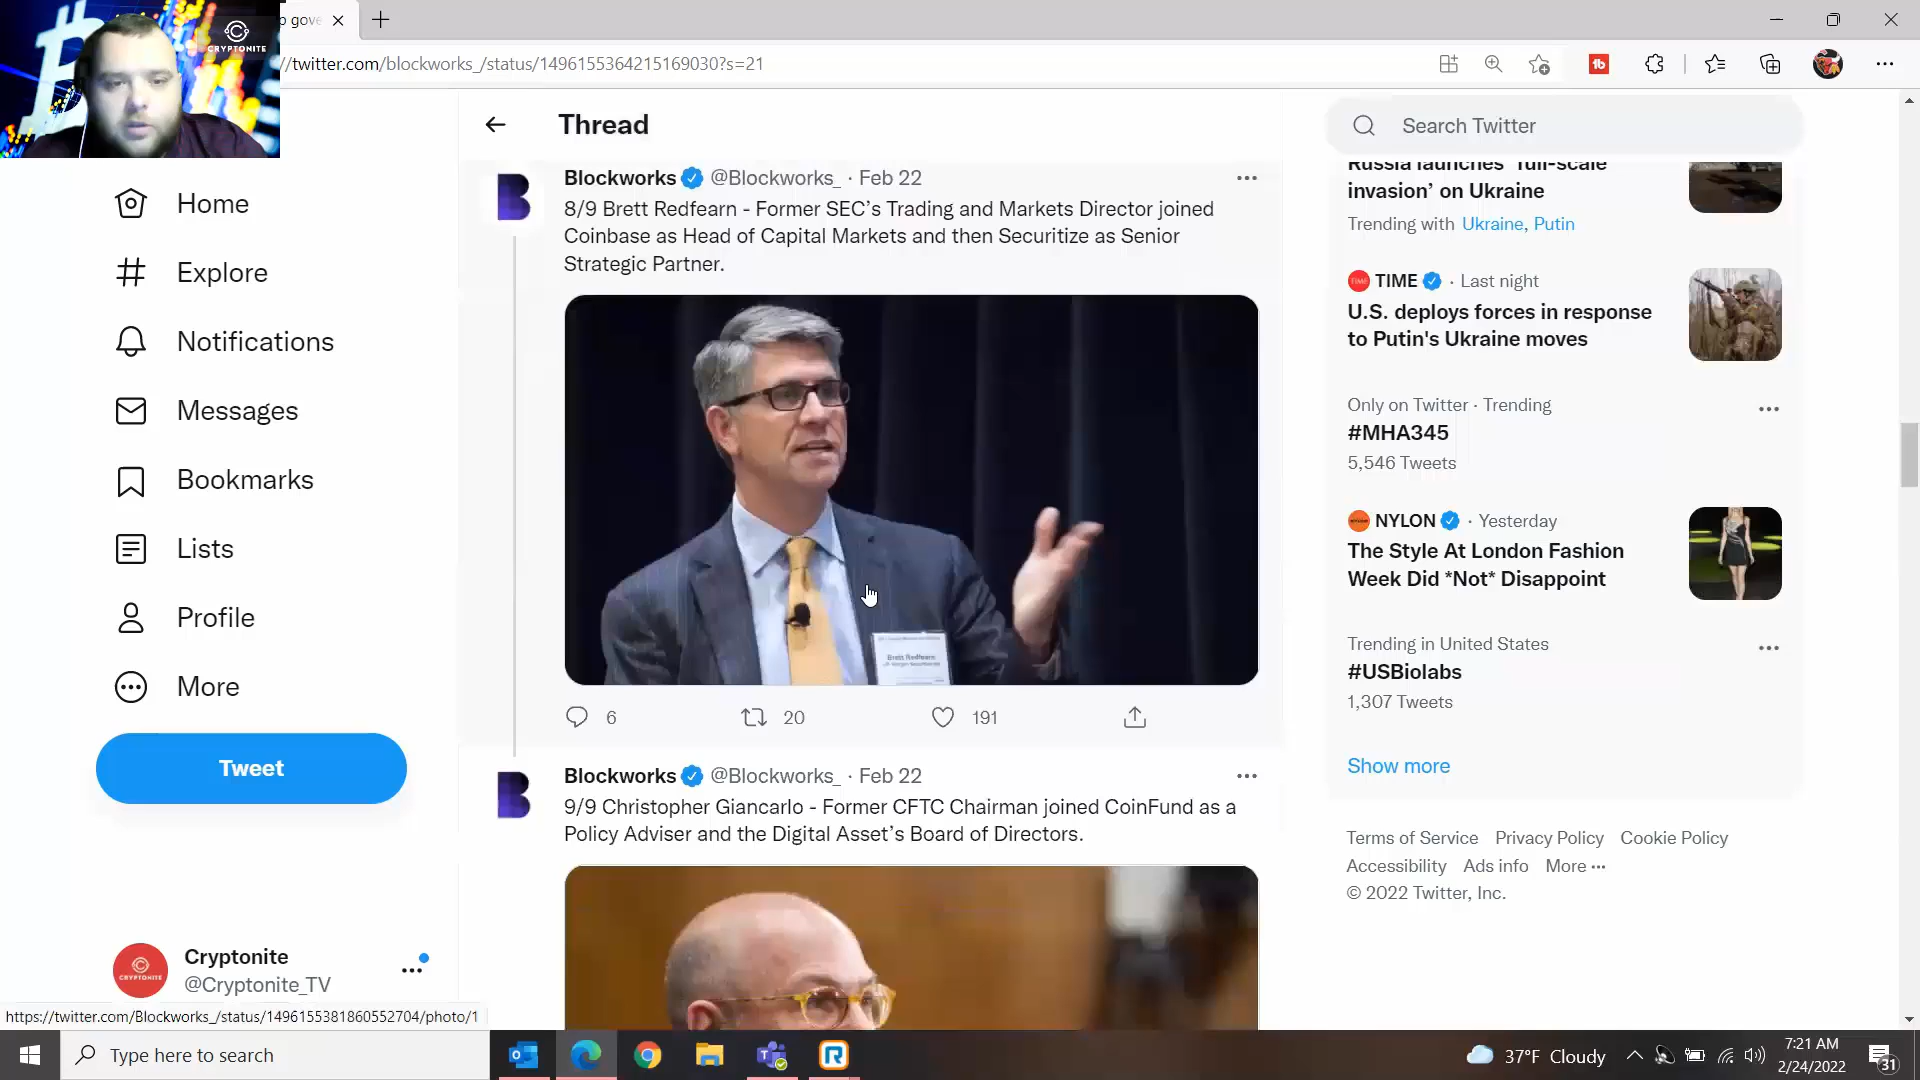 CRYPTONITE
//twitter.com/blockworks_/status/1496155364215169030?s=21
Thread
Search Twitter
Home
Explore
Notifications
Messages
Bookmarks
Lists
Profile
More
Tweet
Cryptonite
@Cryptonite_TV
Blockworks @Blockworks_ · Feb 22
8/9 Brett Redfearn - Former SEC’s Trading and Markets Director joined
Coinbase as Head of Capital Markets and then Securitize as Senior
Strategic Partner.
Brett Redfearn
6 20 191
Blockworks @Blockworks_ · Feb 22
9/9 Christopher Giancarlo - Former CFTC Chairman joined CoinFund as a
Policy Adviser and the Digital Asset’s Board of Directors.
Russia launches ‘full-scale
invasion’ on Ukraine
Trending with Ukraine, Putin
TIME · Last night
U.S. deploys forces in response
to Putin's Ukraine moves
Only on Twitter · Trending
#MHA345
5,546 Tweets
NYLON · Yesterday
The Style At London Fashion
Week Did *Not* Disappoint
Trending in United States
#USBiolabs
1,307 Tweets
Show more
Terms of Service Privacy Policy Cookie Policy
Accessibility Ads info More ···
© 2022 Twitter, Inc.
https://twitter.com/Blockworks_/status/1496155381860552704/photo/1
Type here to search
37°F Cloudy
7:21 AM
2/24/2022
31